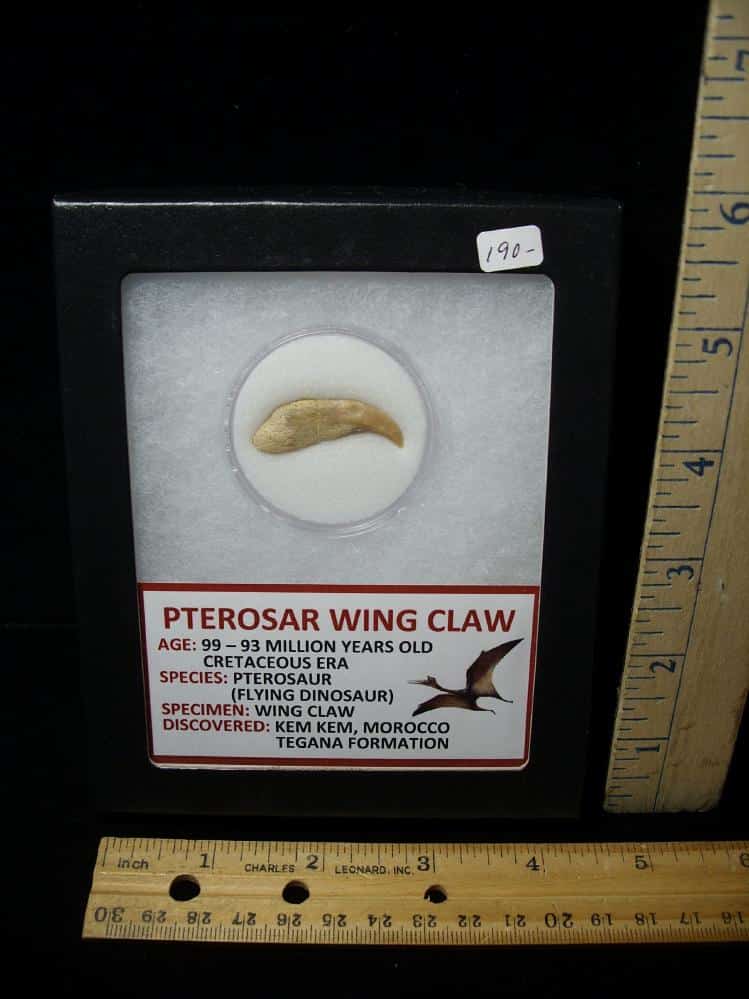 190-
PTEROSAR WING CLAW
AGE: 99 – 93 MILLION YEARS OLD
CRETACEOUS ERA
SPECIES: PTEROSAUR
(FLYING DINOSAUR)
SPECIMEN: WING CLAW
DISCOVERED: KEM KEM, MOROCCO
TEGANA FORMATION
7
6
5
4
3
2
1
Inch 1 CHARLES 2 LEONARD, INC. 3 4 5 6
30 29 28 27 26 25 24 23 22 21 20 19 18 17 16